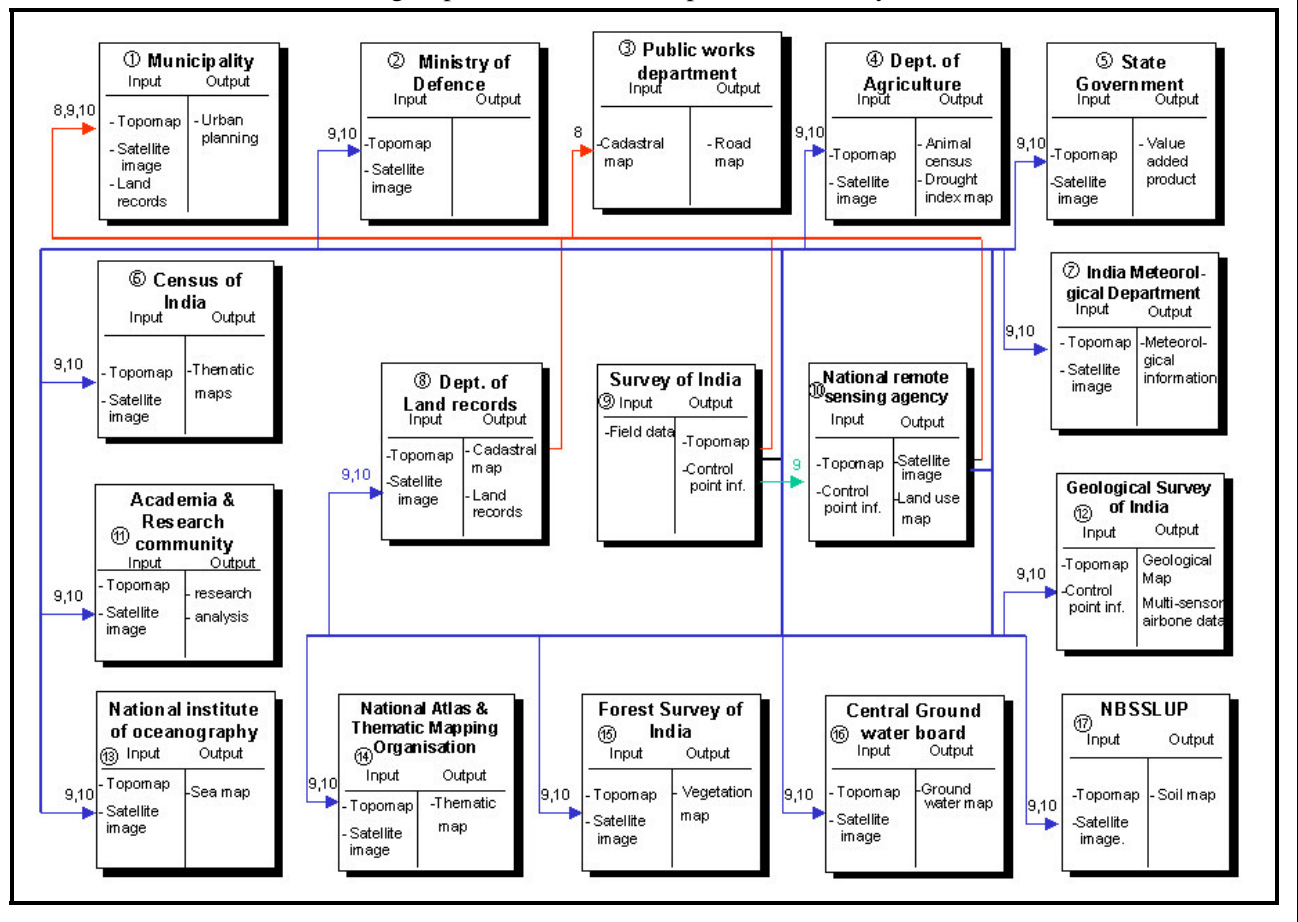 ① Municipality
Input Output
- Topomap
- Satellite
image
- Land
records
- Urban
planning
8,9,10
② Ministry of
Defence
Input Output
-Topomap
- Satellite
image
9,10
③ Public works
department
Input Output
-Cadastral
map
- Road
map
8
④ Dept. of
Agriculture
Input Output
-Topomap
- Satellite
image
- Animal
census
- Drought
index map
9,10
⑤ State
Government
Input Output
-Topomap
-Satellite
image
- Value
added
product
9,10
⑥ Census of
India
Input Output
- Topomap
- Satellite
image
-Thematic
maps
9,10
⑦ India Meteorol-
gical Department
Input Output
- Topomap
- Satellite
image
-Meteorol-
gical
information
9,10
⑧ Dept. of
Land records
Input Output
-Topomap
-Satellite
image
- Cadastral
map
- Land
records
9,10
Survey of India
⑨ Input Output
-Field data
-Topomap
-Control
point inf.
National remote
⑩ sensing agency
Input Output
- Topomap
-Control
point inf.
-Satellite
image
-Land use
map
9
Academia &
Research
⑪ community
Input Output
- Topomap
- Satellite
image
- research
- analysis
9,10
Geological Survey
of India
⑫
Input Output
-Topomap
-Control
point inf.
Geological
Map
Multi-sensor
airbone data
9,10
National institute
of oceanography
⑬ Input Output
- Topomap
- Satellite
image
-Sea map
9,10
National Atlas &
Thematic Mapping
⑭ Organisation
Input Output
- Topomap
- Satellite
image
-Thematic
map
9,10
Forest Survey of
⑮ India
Input Output
- Topomap
- Satellite
image
- Vegetation
map
9,10
Central Ground
⑯ water board
Input Output
- Topomap
- Satellite
image
-Ground
water map
9,10
⑰ NBSSLUP
Input Output
-Topomap
-Satellite
image.
- Soil map
9,10